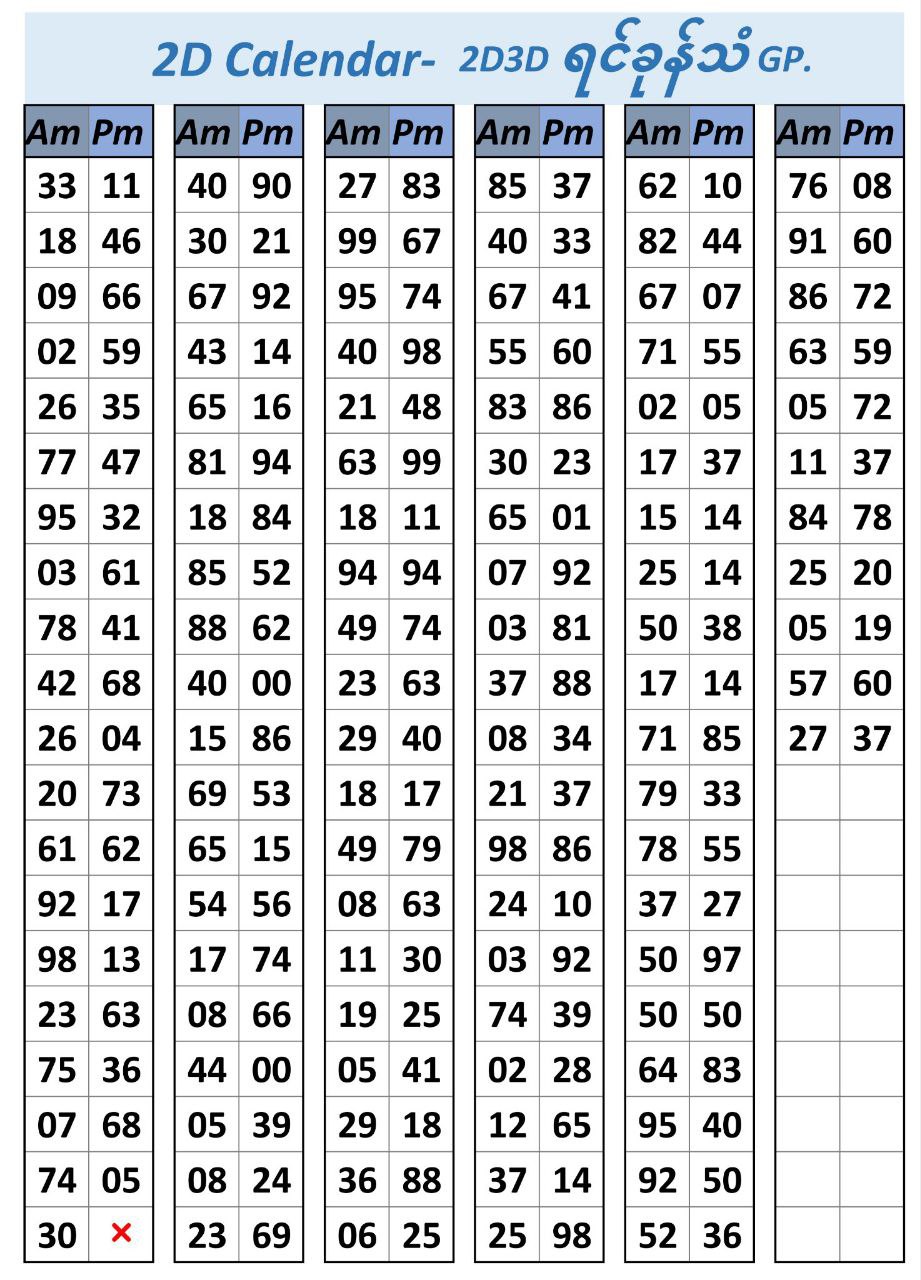 2D Calendar- 2D3D ရင်ခုန်သံ GP.
Am Pm Am Pm Am Pm Am Pm Am Pm Am Pm
33 11 40 90 27 83 85 37 62 10 76 08
18 46 30 21 99 67 40 33 82 44 91 60
09 66 67 92 95 74 67 41 67 07 86 72
02 59 43 14 40 98 55 60 71 55 63 59
26 35 65 16 21 48 83 86 02 05 05 72
77 47 81 94 63 99 30 23 17 37 11 37
95 32 18 84 18 11 65 01 15 14 84 78
03 61 85 52 94 94 07 92 25 14 25 20
78 41 88 62 49 74 03 81 50 38 05 19
42 68 40 00 23 63 37 88 17 14 57 60
26 04 15 86 29 40 08 34 71 85 27 37
20 73 69 53 18 17 21 37 79 33
61 62 65 15 49 79 98 86 78 55
92 17 54 56 08 63 24 10 37 27
98 13 17 74 11 30 03 92 50 97
23 63 08 66 19 25 74 39 50 50
75 36 44 00 05 41 02 28 64 83
07 68 05 39 29 18 12 65 95 40
74 05 08 24 36 88 37 14 92 50
30 × 23 69 06 25 25 98 52 36